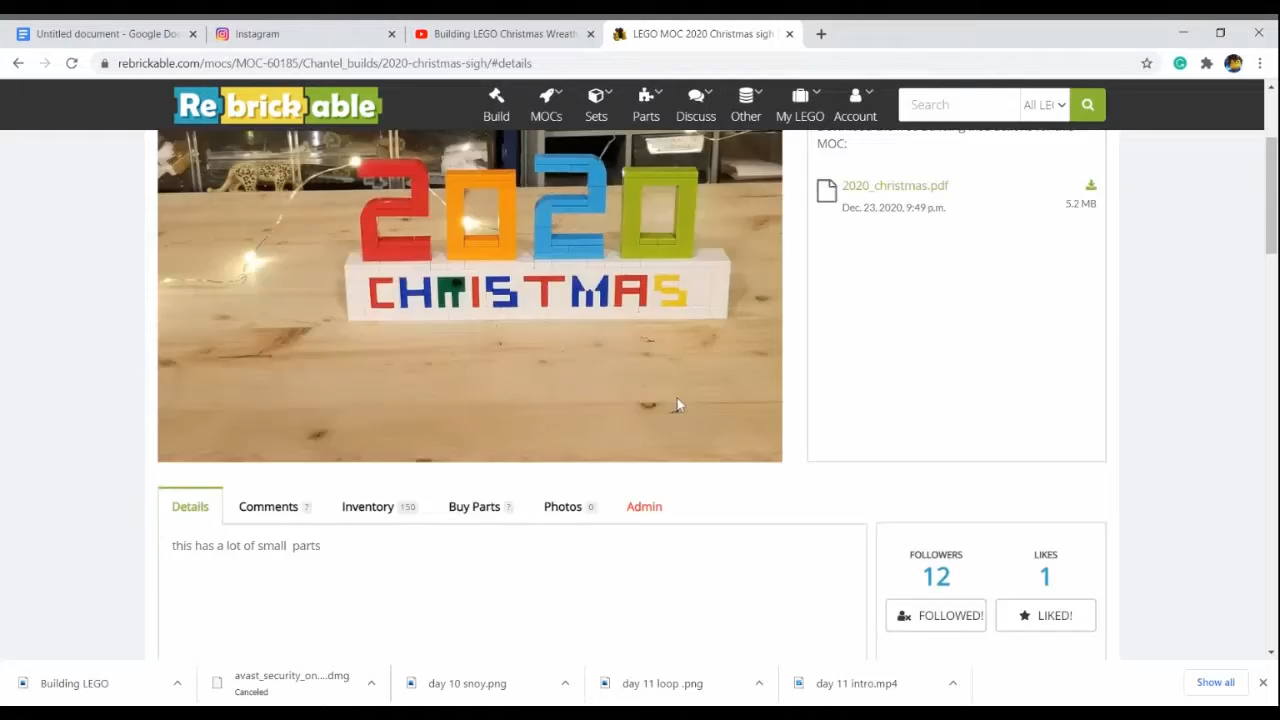 Untitled document - Google Doc
Instagram
Building LEGO Christmas Wreath
LEGO MOC 2020 Christmas sigh
rebrickable.com/mocs/MOC-60185/Chantel_builds/2020-christmas-sigh/#details
Rebrickable
Build
MOCs
Sets
Parts
Discuss
Other
My LEGO
Account
Search
All LE
MOC:
2020_christmas.pdf
Dec. 23, 2020, 9:49 p.m.
5.2 MB
2020
CHRISTMAS
Details
Comments ?
Inventory 150
Buy Parts ?
Photos 0
Admin
this has a lot of small parts
FOLLOWERS
12
FOLLOWED!
LIKES
1
LIKED!
Building LEGO
avast_security_on....dmg
Canceled
day 10 snoy.png
day 11 loop .png
day 11 intro.mp4
Show all